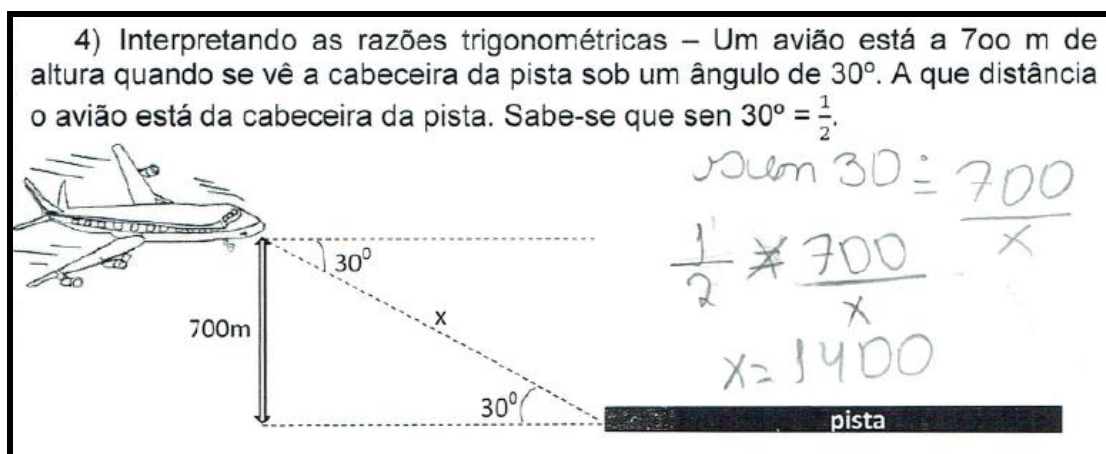 4) Interpretando as razões trigonométricas – Um avião está a 7oo m de
altura quando se vê a cabeceira da pista sob um ângulo de 30º. A que distância
o avião está da cabeceira da pista. Sabe-se que sen 30º = 1/2.
sen 30 = 700/x
1/2 = 700/x
x = 1400
30⁰
x
700m
30⁰
pista